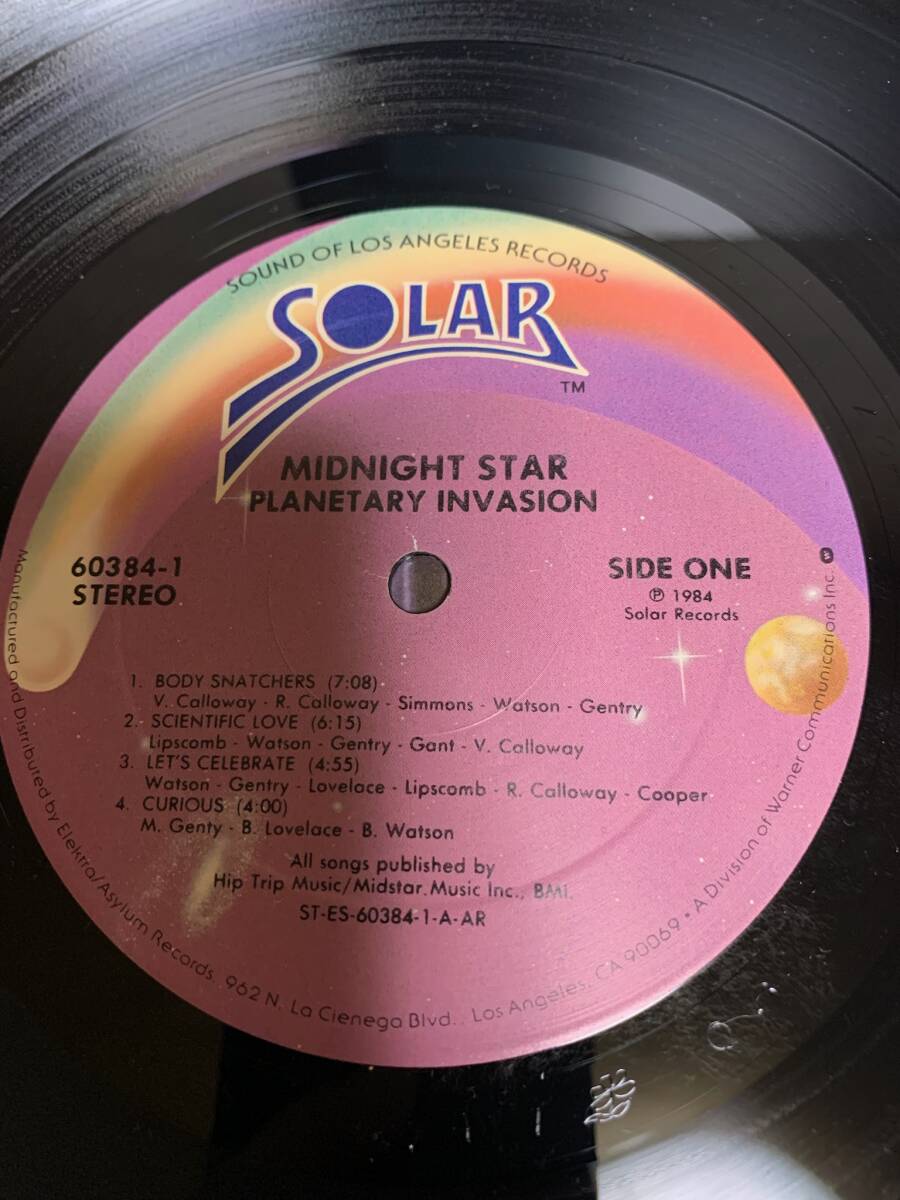 SOUND OF LOS ANGELES RECORDS
SOLAR
TM
MIDNIGHT STAR
PLANETARY INVASION
60384-1
STEREO
SIDE ONE
Ⓟ 1984
Solar Records
1. BODY SNATCHERS (7:08)
V. Calloway - R. Calloway - Simmons - Watson - Gentry
2. SCIENTIFIC LOVE (6:15)
Lipscomb - Watson - Gentry - Gant - V. Calloway
3. LET'S CELEBRATE (4:55)
Watson - Gentry - Lovelace - Lipscomb - R. Calloway - Cooper
4. CURIOUS (4:00)
M. Genty - B. Lovelace - B. Watson
All songs published by
Hip Trip Music/Midstar Music Inc., BMI.
ST-ES-60384-1-A-AR
Manufactured and Distributed by Elektra/Asylum Records, 962 N. La Cienega Blvd., Los Angeles, CA 90069 • A Division of Warner Communications Inc. W